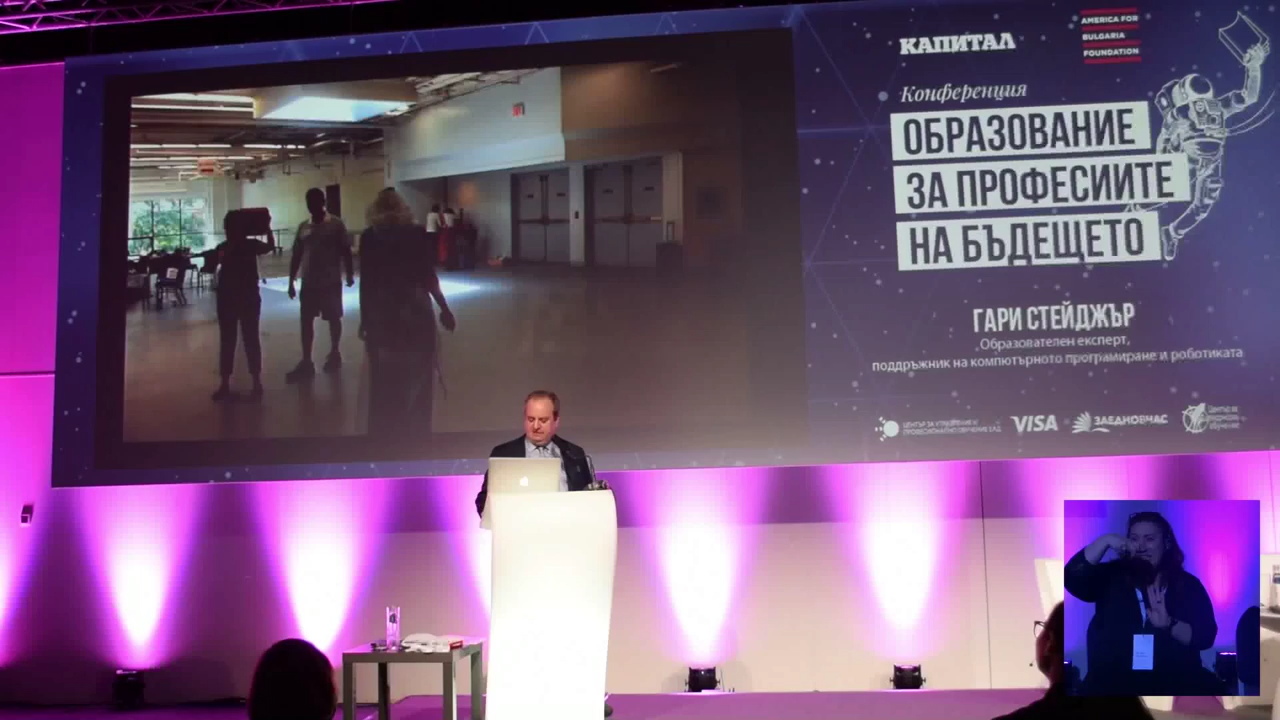 КАПИТАЛ
AMERICA FOR
BULGARIA
FOUNDATION
Конференция
ОБРАЗОВАНИЕ
ЗА ПРОФЕСИИТЕ
НА БЪДЕЩЕТО
ГАРИ СТЕЙДЖЪР
Образователен експерт,
поддръжник на компютърното програмиране и роботиката
VISA
ЗАЕДНОВЧАС